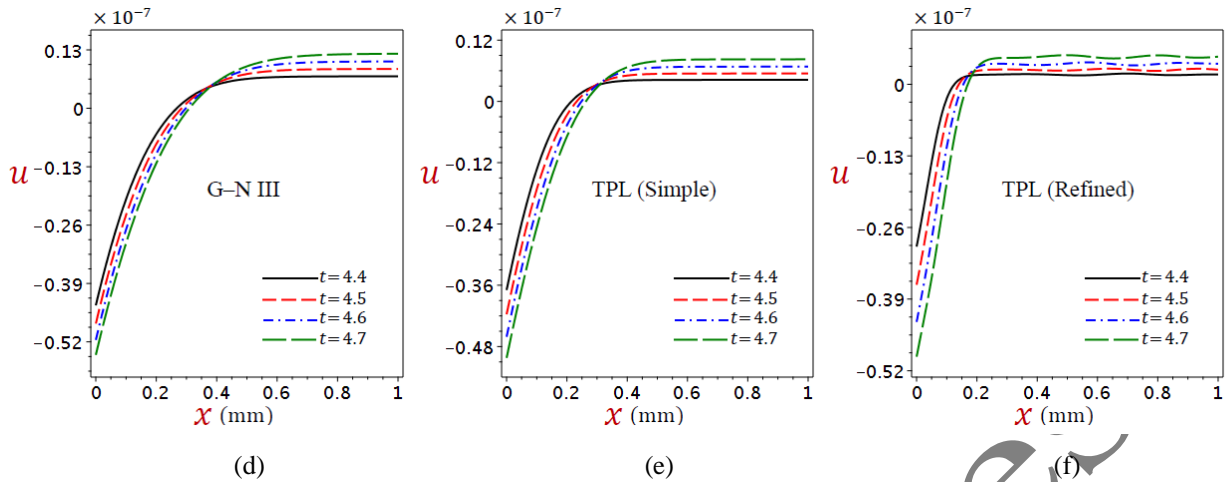 × 10⁻⁷
0.13
0
−0.13
−0.26
−0.39
−0.52
u
G–N III
t=4.4
t=4.5
t=4.6
t=4.7
0 0.2 0.4 0.6 0.8 1
x (mm)
(d)
× 10⁻⁷
0.12
0
−0.12
−0.24
−0.36
−0.48
u
TPL (Simple)
t=4.4
t=4.5
t=4.6
t=4.7
0 0.2 0.4 0.6 0.8 1
x (mm)
(e)
× 10⁻⁷
0
−0.13
−0.26
−0.39
−0.52
u
TPL (Refined)
t=4.4
t=4.5
t=4.6
t=4.7
0 0.2 0.4 0.6 0.8 1
x (mm)
(f)